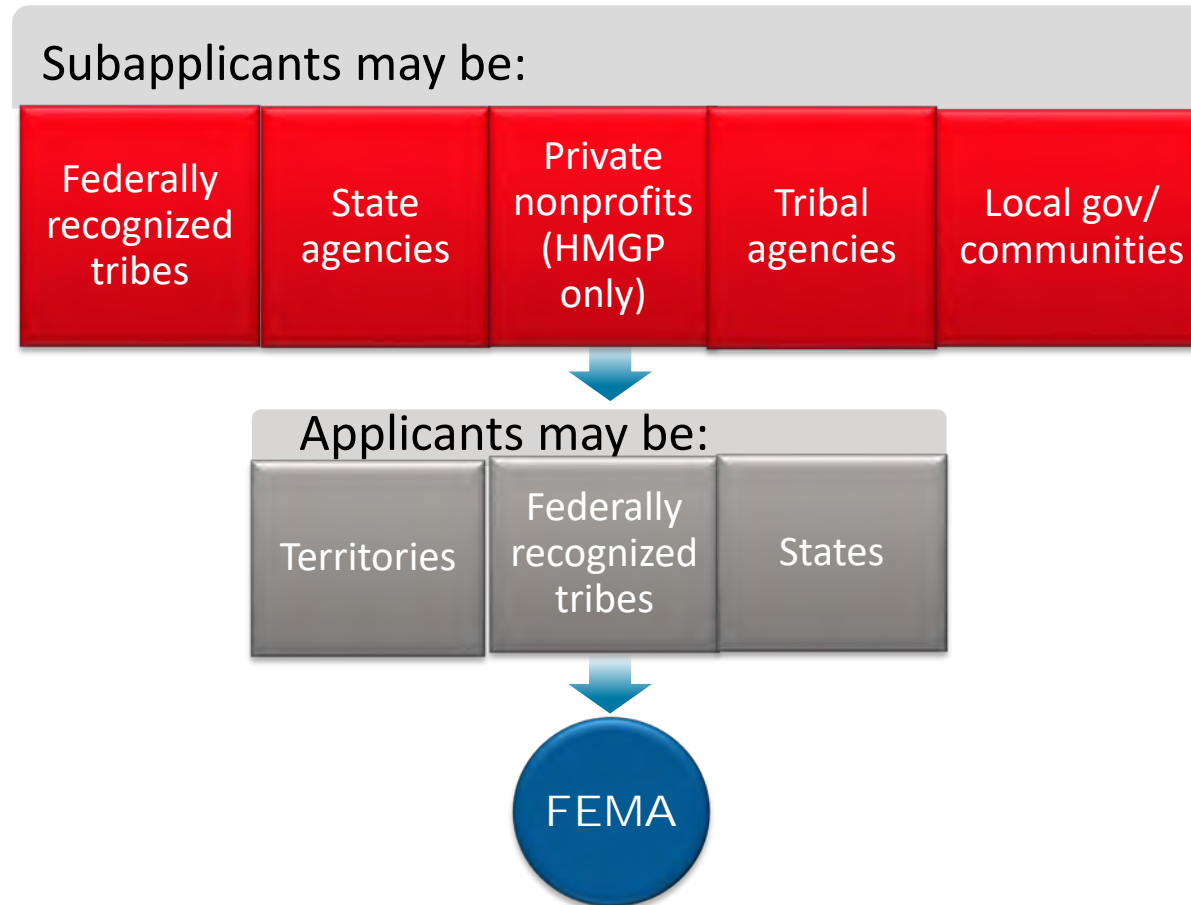 Subapplicants may be:
Federally
recognized
tribes
State
agencies
Private
nonprofits
(HMGP
only)
Tribal
agencies
Local gov/
communities
Applicants may be:
Territories
Federally
recognized
tribes
States
FEMA